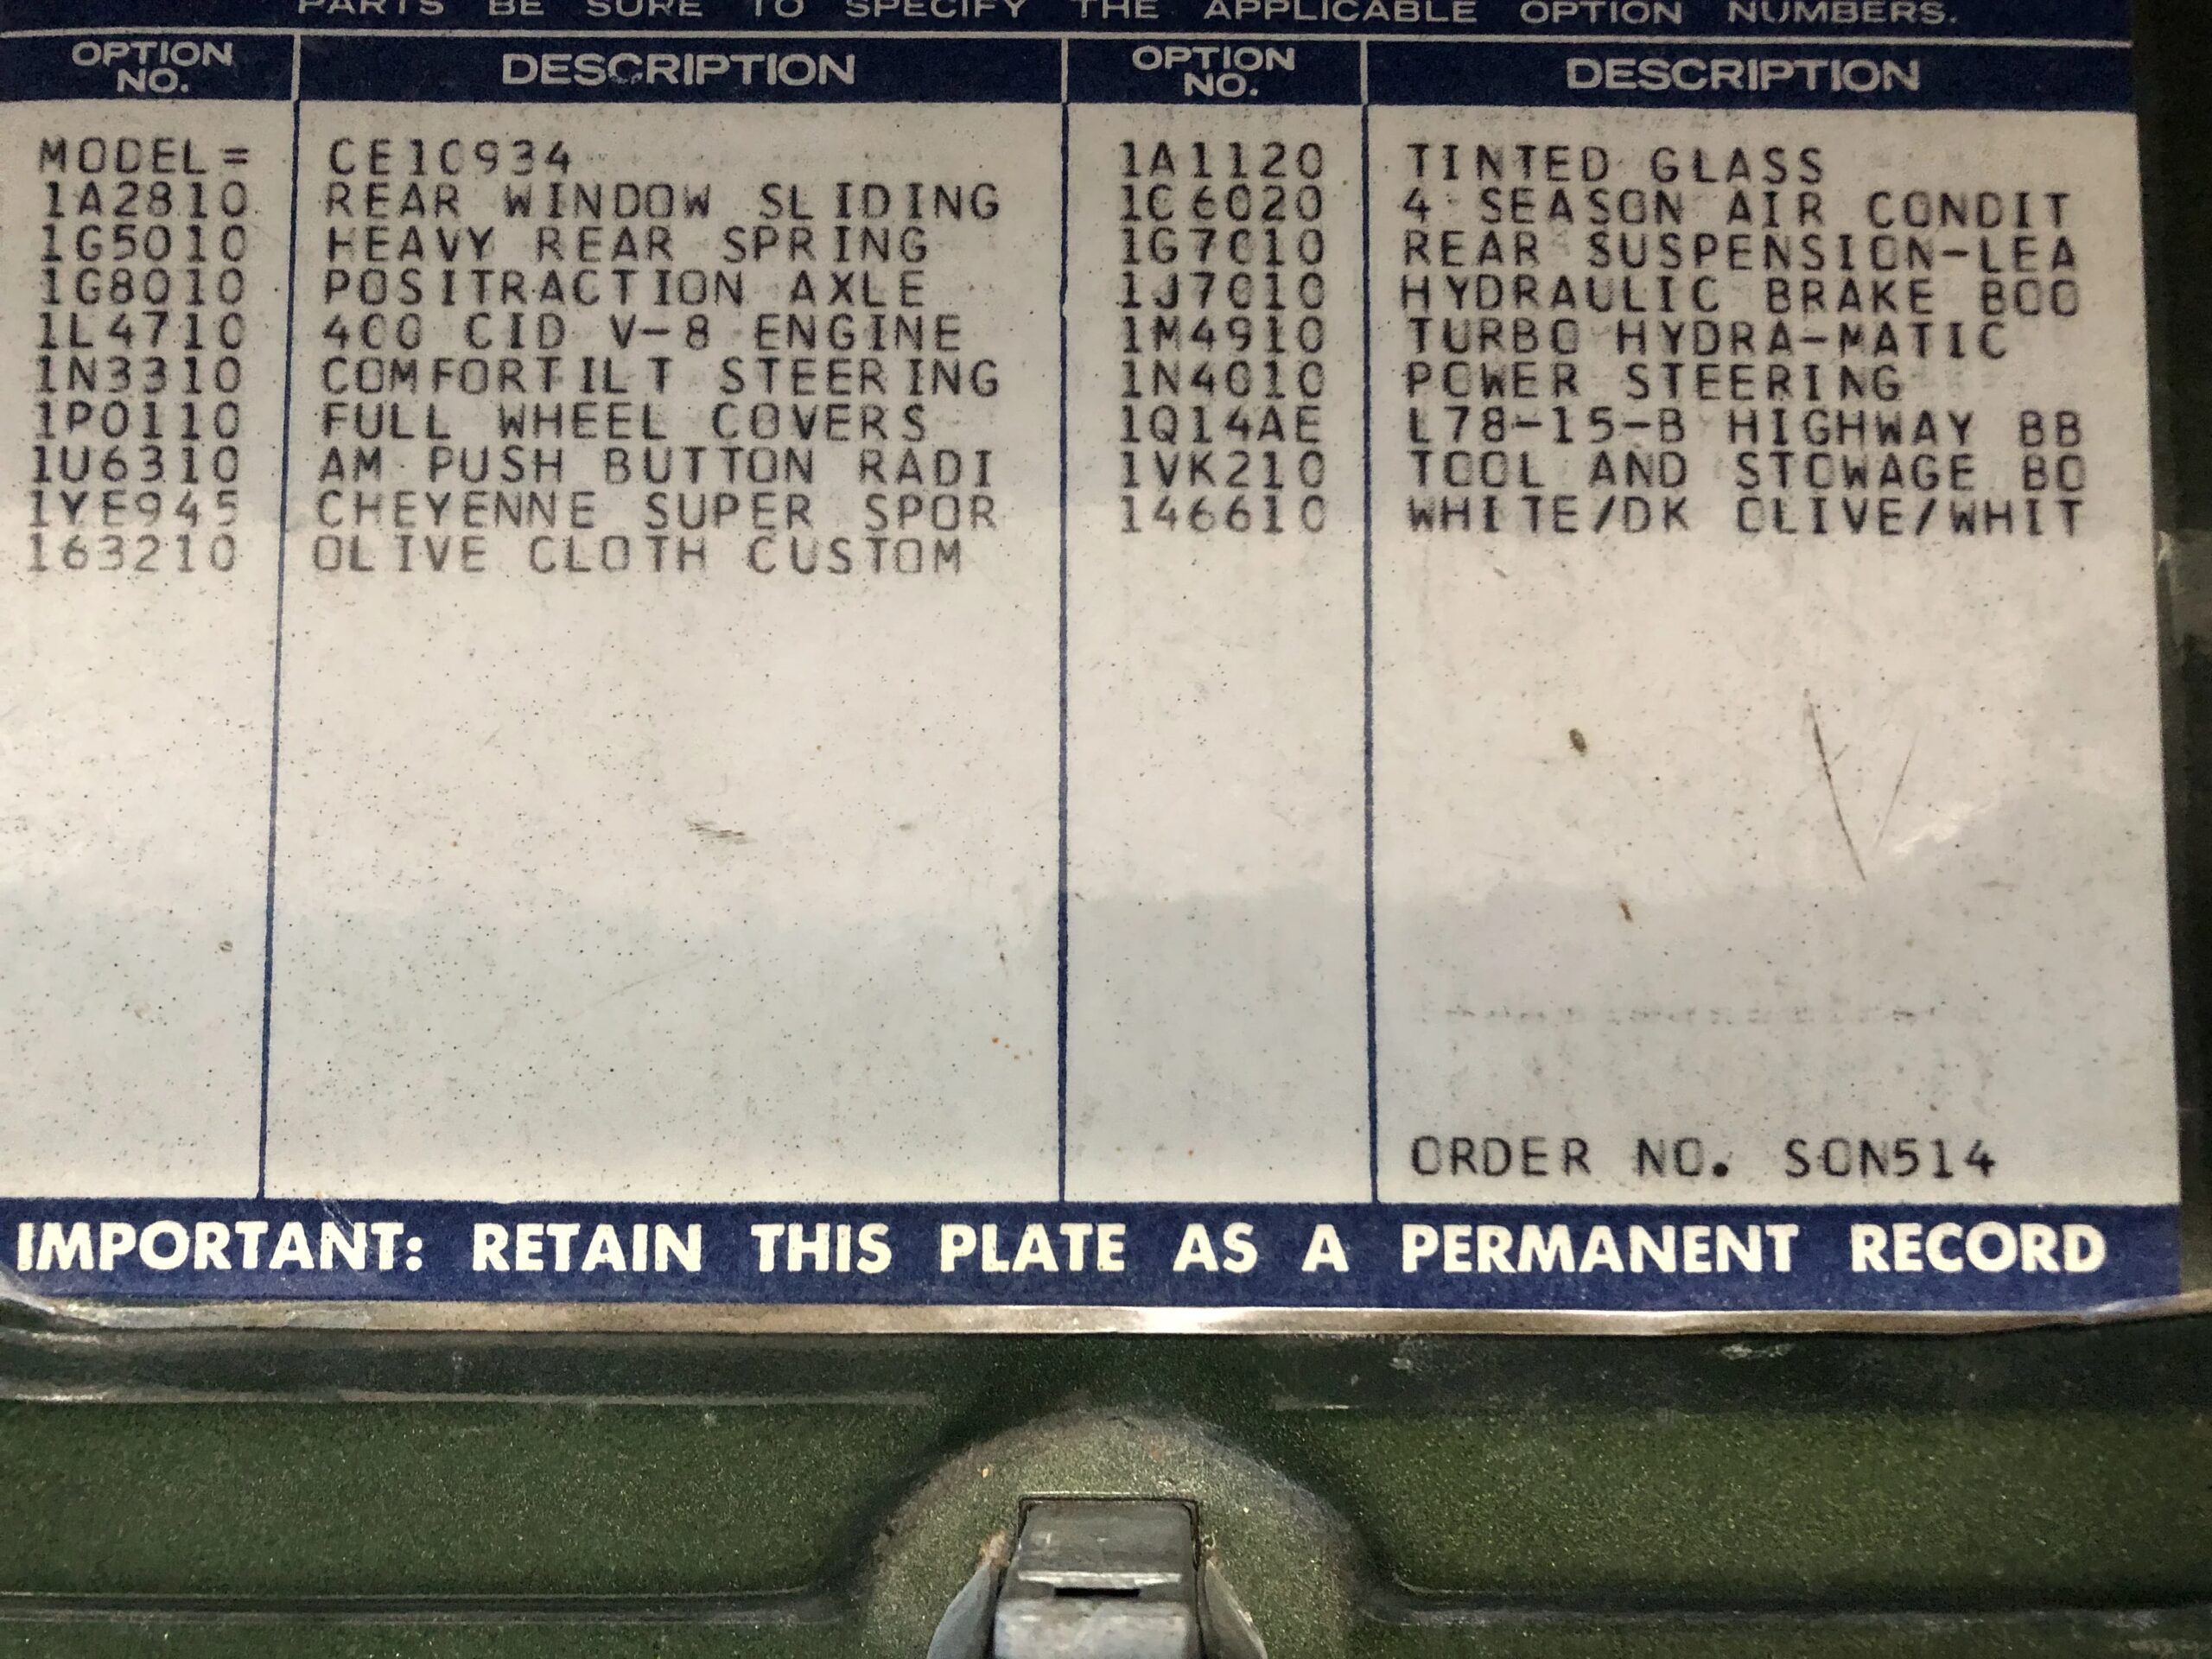 PARTS BE SURE TO SPECIFY THE APPLICABLE OPTION NUMBERS.
OPTION NO. DESCRIPTION OPTION NO. DESCRIPTION
MODEL= CE10934 1A1120 TINTED GLASS
1A2810 REAR WINDOW SLIDING 1C6020 4 SEASON AIR CONDIT
1G5010 HEAVY REAR SPRING 1G7010 REAR SUSPENSION-LEA
1G8010 POSITRACTION AXLE 1J7010 HYDRAULIC BRAKE BOO
1L4710 400 CID V-8 ENGINE 1M4910 TURBO HYDRA-MATIC
1N3310 COMFORTILT STEERING 1N4010 POWER STEERING
1P0110 FULL WHEEL COVERS 1Q14AE L78-15-B HIGHWAY BB
1U6310 AM PUSH BUTTON RADI 1VK210 TOOL AND STOWAGE BO
1YE945 CHEYENNE SUPER SPOR 146610 WHITE/DK OLIVE/WHIT
163210 OLIVE CLOTH CUSTOM
ORDER NO. SON514
IMPORTANT: RETAIN THIS PLATE AS A PERMANENT RECORD